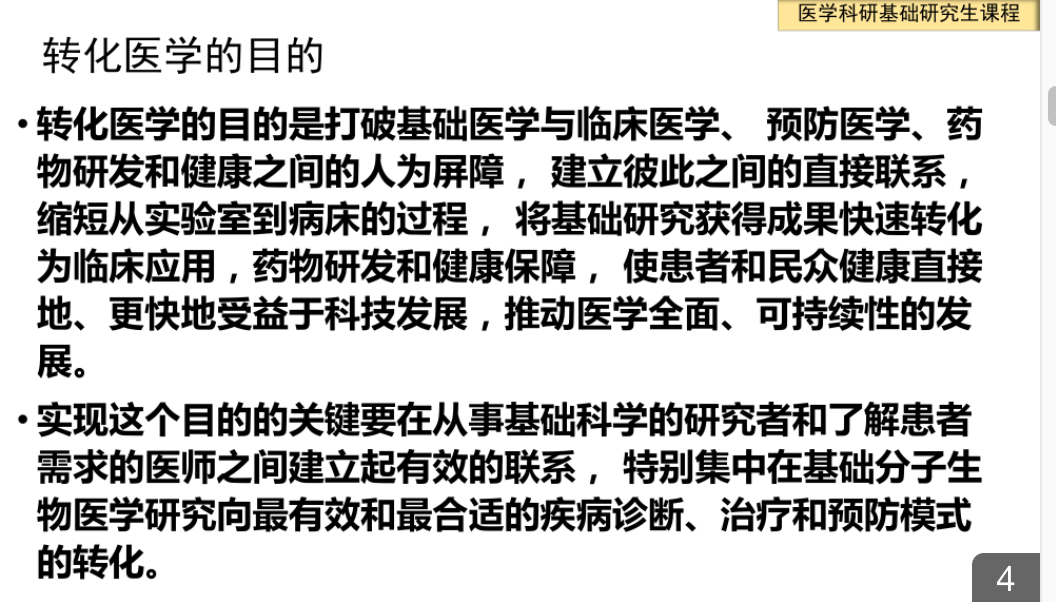 医学科研基础研究生课程
转化医学的目的
•转化医学的目的是打破基础医学与临床医学、 预防医学、药
物研发和健康之间的人为屏障， 建立彼此之间的直接联系，
缩短从实验室到病床的过程， 将基础研究获得成果快速转化
为临床应用，药物研发和健康保障， 使患者和民众健康直接
地、更快地受益于科技发展，推动医学全面、可持续性的发
展。
•实现这个目的的关键要在从事基础科学的研究者和了解患者
需求的医师之间建立起有效的联系， 特别集中在基础分子生
物医学研究向最有效和最合适的疾病诊断、治疗和预防模式
的转化。
4